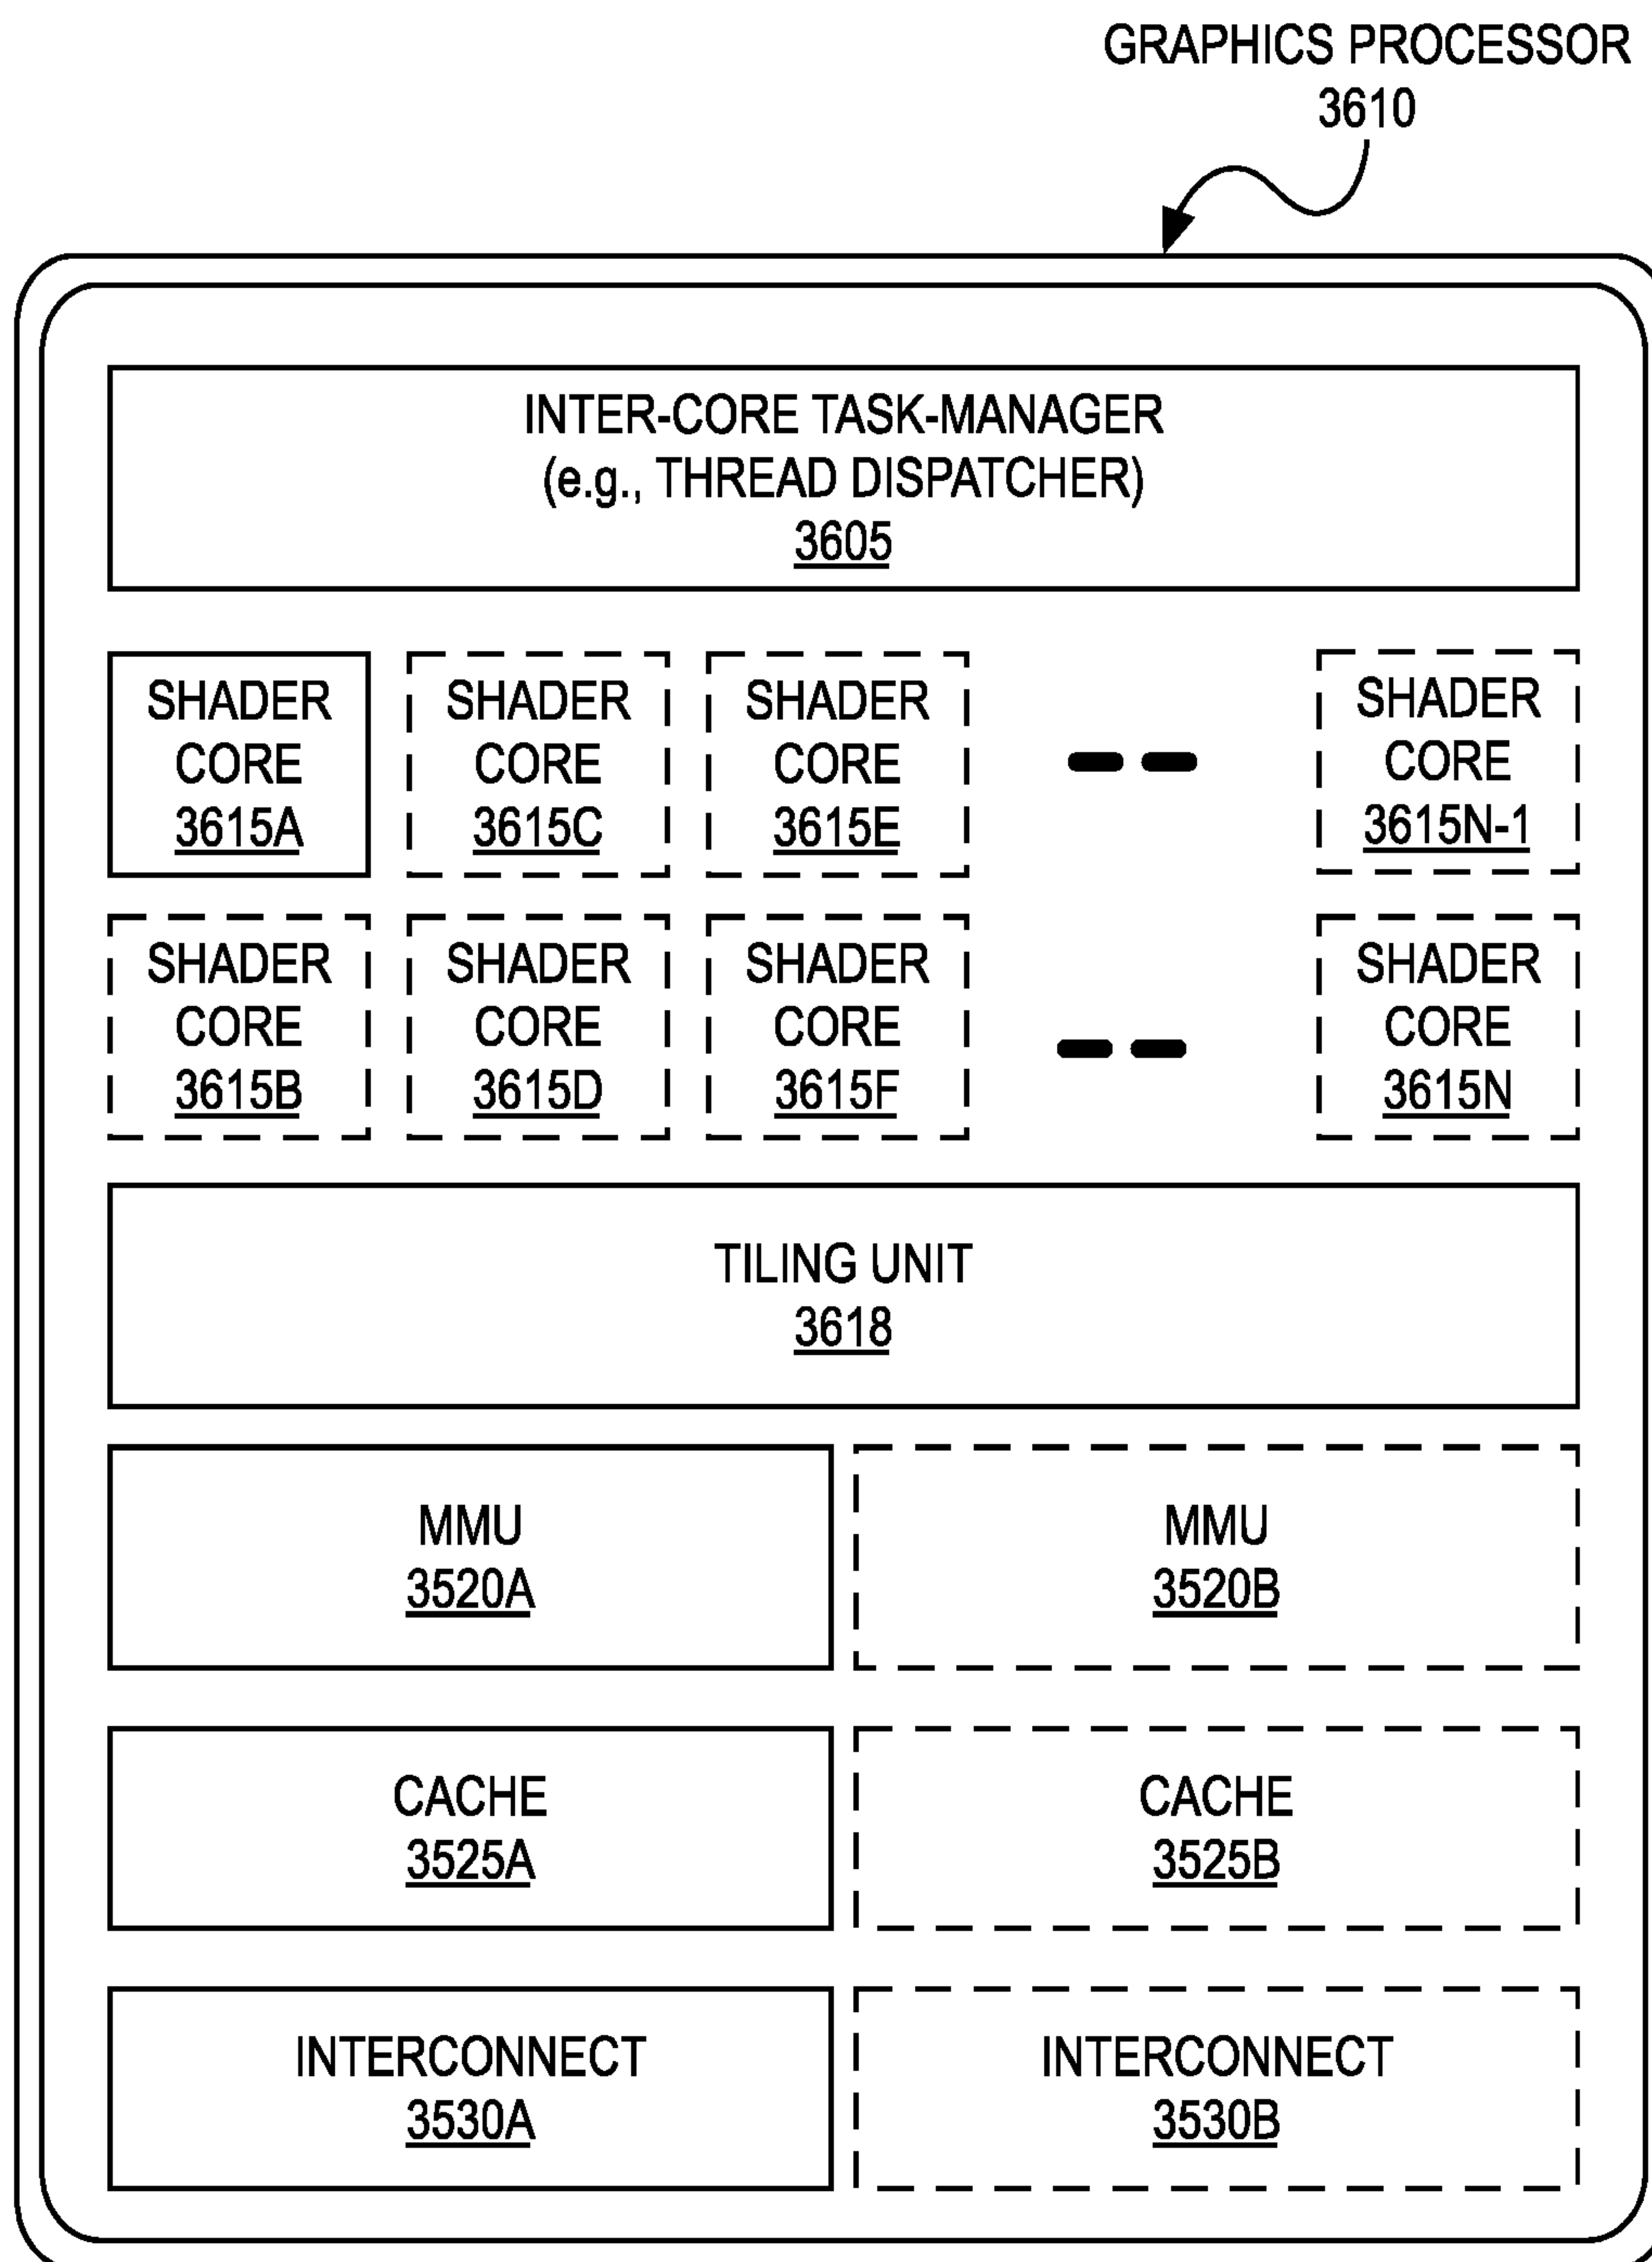 GRAPHICS PROCESSOR
3610
INTER-CORE TASK-MANAGER
(e.g., THREAD DISPATCHER)
3605
SHADER
CORE
3615A
SHADER
CORE
3615C
SHADER
CORE
3615E
SHADER
CORE
3615N-1
SHADER
CORE
3615B
SHADER
CORE
3615D
SHADER
CORE
3615F
SHADER
CORE
3615N
TILING UNIT
3618
MMU
3520A
MMU
3520B
CACHE
3525A
CACHE
3525B
INTERCONNECT
3530A
INTERCONNECT
3530B